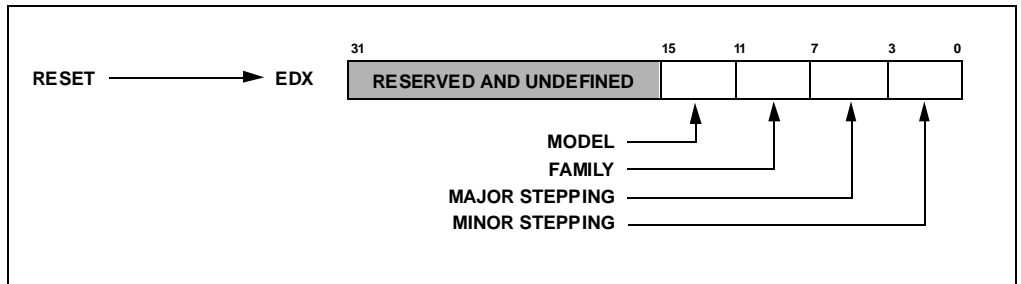 31 15 11 7 3 0
RESET EDX RESERVED AND UNDEFINED
MODEL
FAMILY
MAJOR STEPPING
MINOR STEPPING